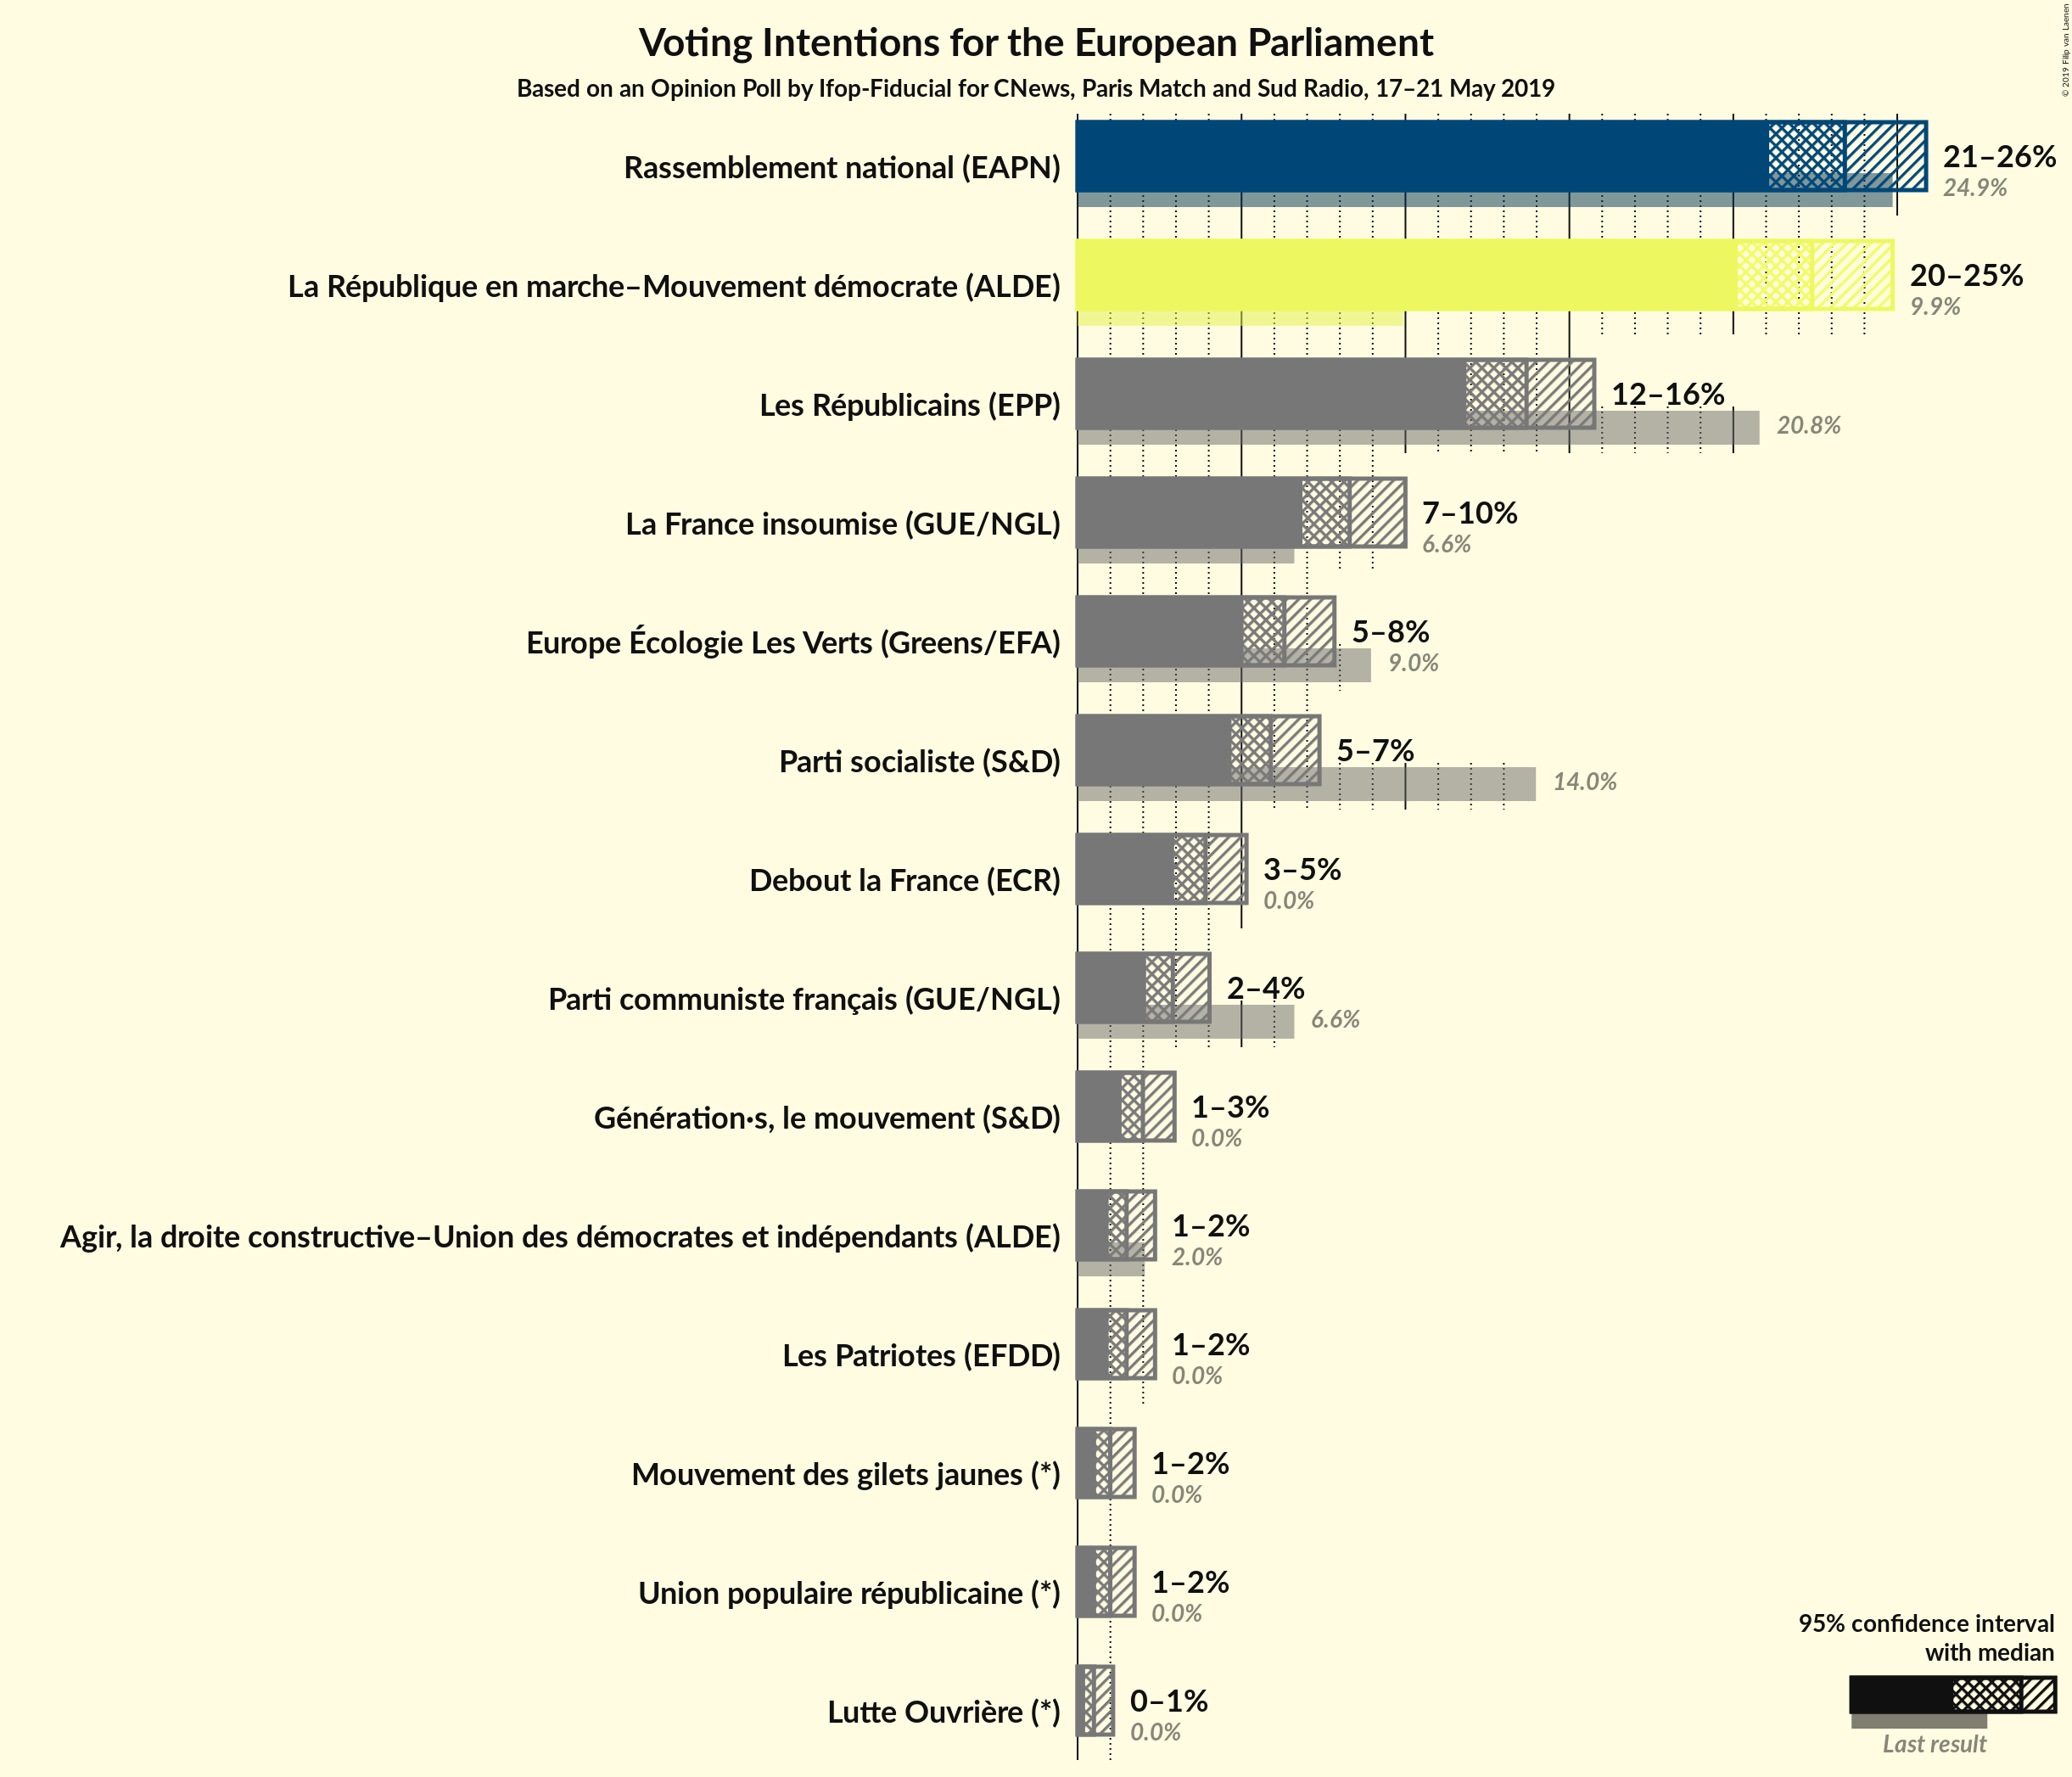 Voting Intentions for the European Parliament
Based on an Opinion Poll by Ifop-Fiducial for CNews, Paris Match and Sud Radio, 17–21 May 2019
© 2019 Filip van Laenen
Rassemblement national (EAPN)
21–26%
24.9%
La République en marche–Mouvement démocrate (ALDE)
20–25%
9.9%
Les Républicains (EPP)
12–16%
20.8%
La France insoumise (GUE/NGL)
7–10%
6.6%
Europe Écologie Les Verts (Greens/EFA)
5–8%
9.0%
Parti socialiste (S&D)
5–7%
14.0%
Debout la France (ECR)
3–5%
0.0%
Parti communiste français (GUE/NGL)
2–4%
6.6%
Génération·s, le mouvement (S&D)
1–3%
0.0%
Agir, la droite constructive–Union des démocrates et indépendants (ALDE)
1–2%
2.0%
Les Patriotes (EFDD)
1–2%
0.0%
Mouvement des gilets jaunes (*)
1–2%
0.0%
Union populaire républicaine (*)
1–2%
0.0%
Lutte Ouvrière (*)
0–1%
0.0%
95% confidence interval
with median
Last result